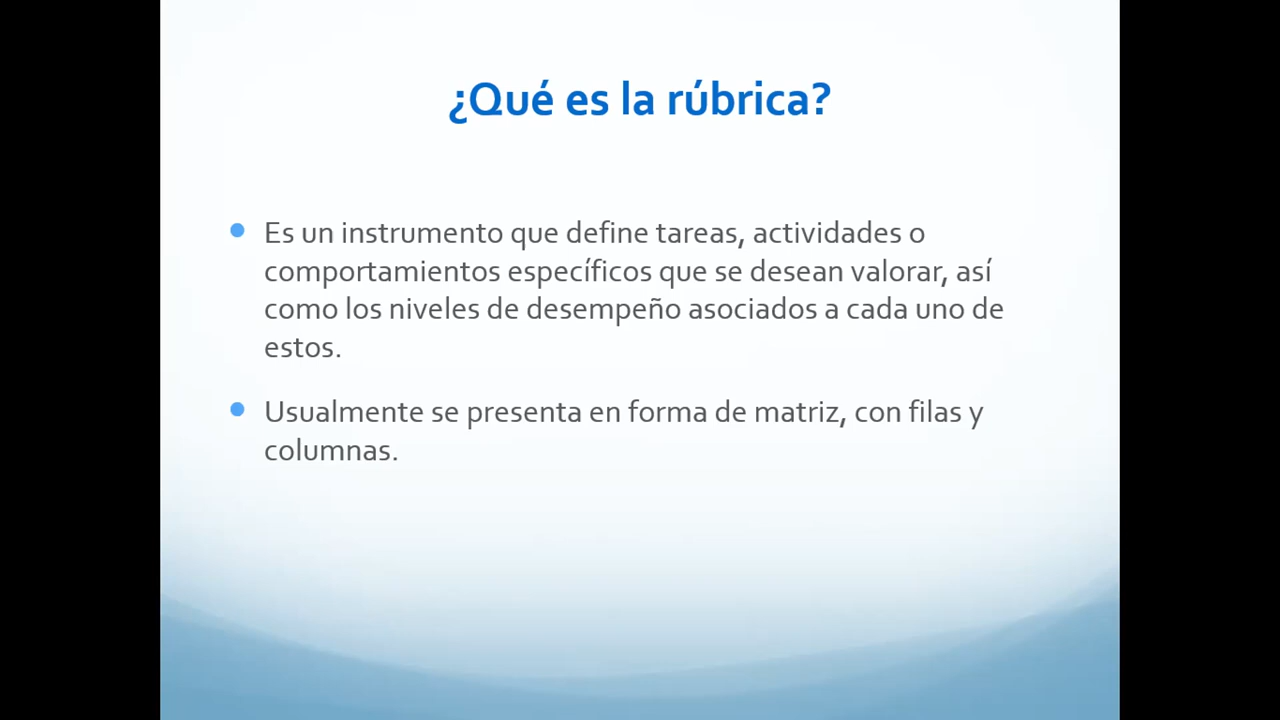 ¿Qué es la rúbrica?
Es un instrumento que define tareas, actividades o
comportamientos específicos que se desean valorar, así
como los niveles de desempeño asociados a cada uno de
estos.
Usualmente se presenta en forma de matriz, con filas y
columnas.